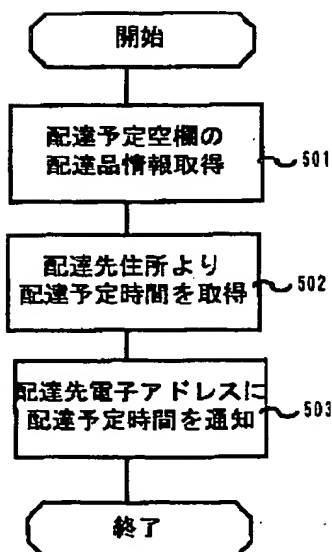 開始
配達予定空欄の
配達品情報取得
501
配達先住所より
配達予定時間を取得
502
配達先電子アドレスに
配達予定時間を通知
503
終了